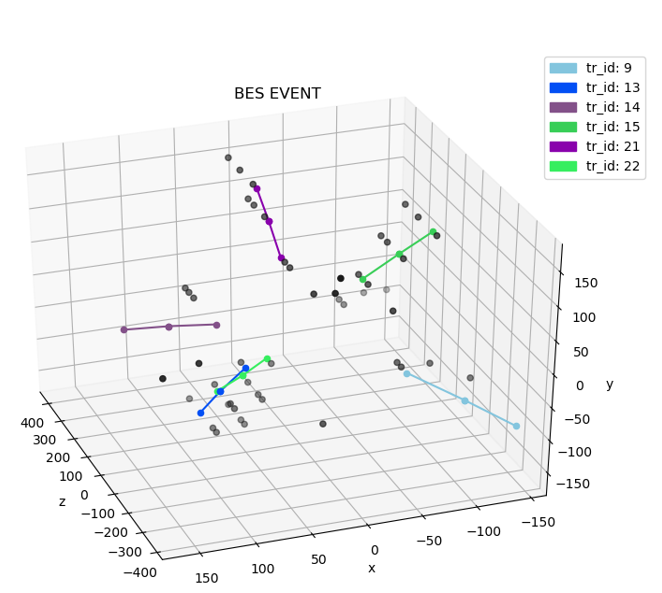 BES EVENT
tr_id: 9
tr_id: 13
tr_id: 14
tr_id: 15
tr_id: 21
tr_id: 22
150
100
50
0
−50
−100
−150
y
400
300
200
100
0
−100
−200
−300
−400
z
150
100
50
0
−50
−100
−150
x